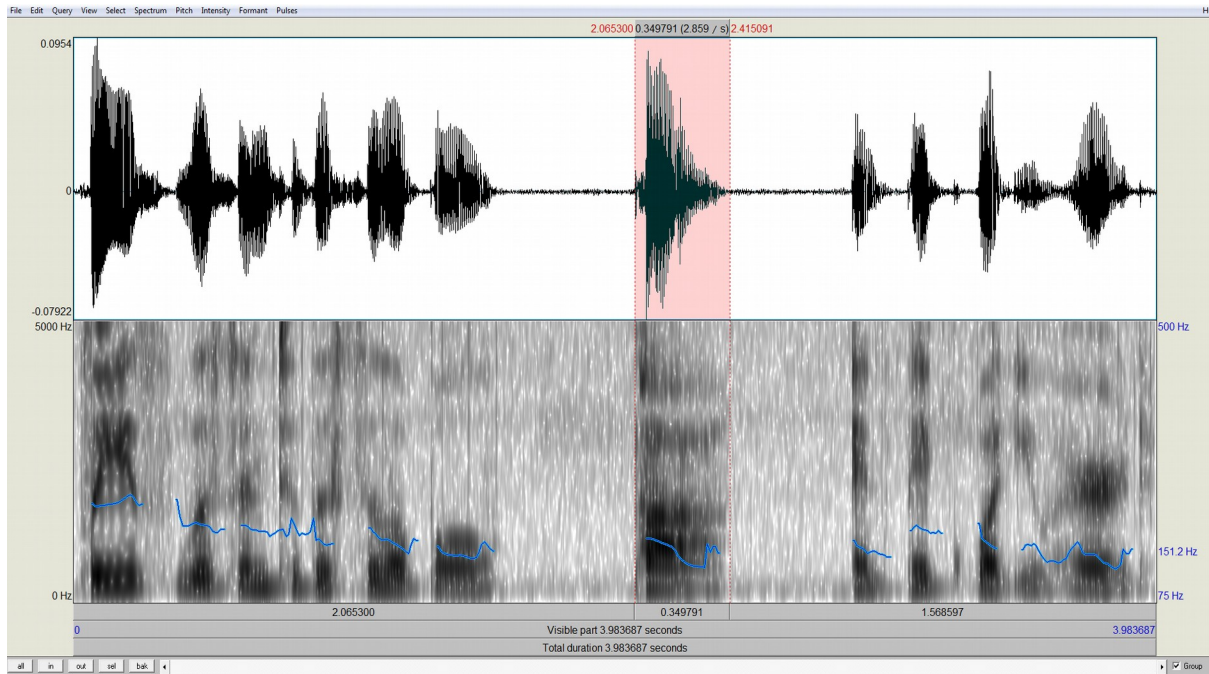 File Edit Query View Select Spectrum Pitch Intensity Formant Pulses H
2.065300 0.349791 (2.859 / s) 2.415091
0.0954
0
-0.07922
5000 Hz 500 Hz
151.2 Hz
0 Hz 75 Hz
2.065300 0.349791 1.568597
0 Visible part 3.983687 seconds 3.983687
Total duration 3.983687 seconds
all in out sel bak Group